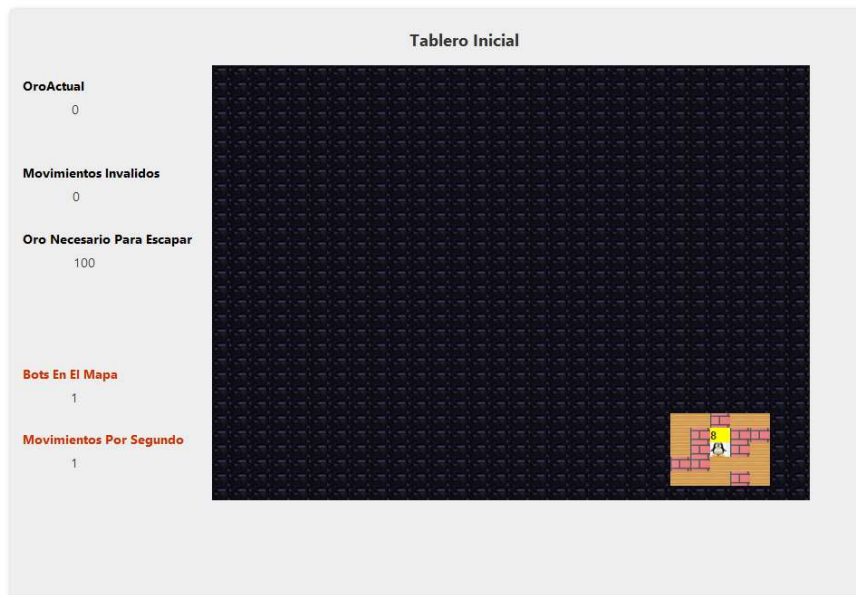 Tablero Inicial
OroActual
0
Movimientos Invalidos
0
Oro Necesario Para Escapar
100
Bots En El Mapa
1
8
Movimientos Por Segundo
1